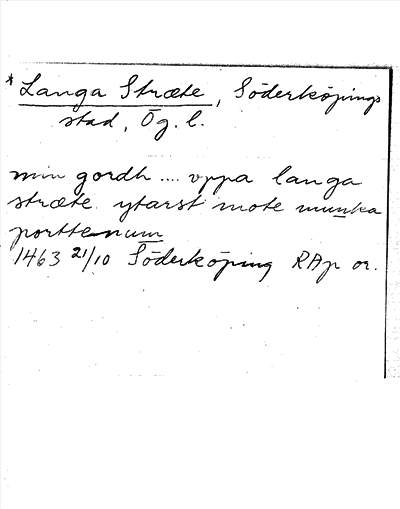 * Langa Stræte, Söderköpings
stad, Ög. l.
min gordh .... vppa langa
stræte ytarst mote munka
porttenum
1463 21/10 Söderköping RAp or.